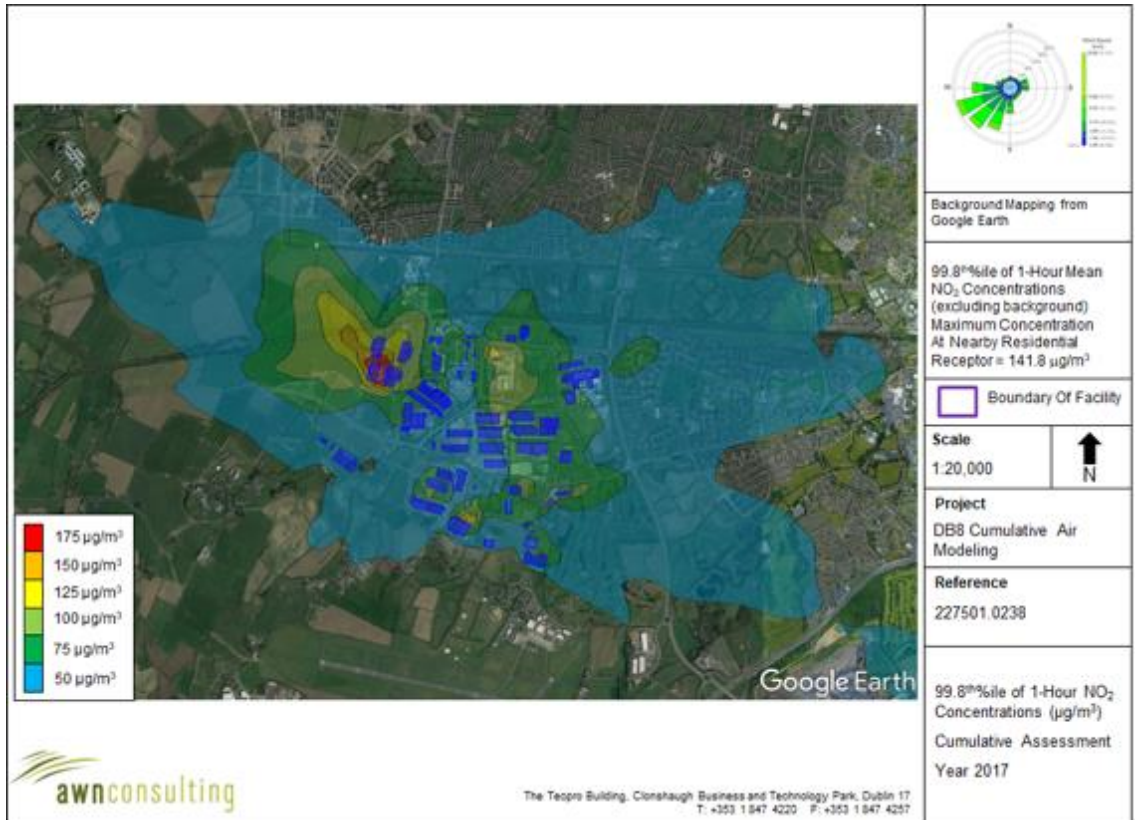 N
Background Mapping from
Google Earth
99.8th%ile of 1-Hour Mean
NO₂ Concentrations
(excluding background)
Maximum Concentration
At Nearby Residential
Receptor = 141.8 µg/m³
Boundary Of Facility
Scale
1:20,000
N
Project
DB8 Cumulative Air
Modeling
Reference
227501.0238
99.8th%ile of 1-Hour NO₂
Concentrations (µg/m³)
Cumulative Assessment
Year 2017
175 µg/m³
150 µg/m³
125 µg/m³
100 µg/m³
75 µg/m³
50 µg/m³
Google Earth
awnconsulting
The Tecpro Building, Clonshaugh Business and Technology Park, Dublin 17
T: +353 1 847 4220 F: +353 1 847 4257